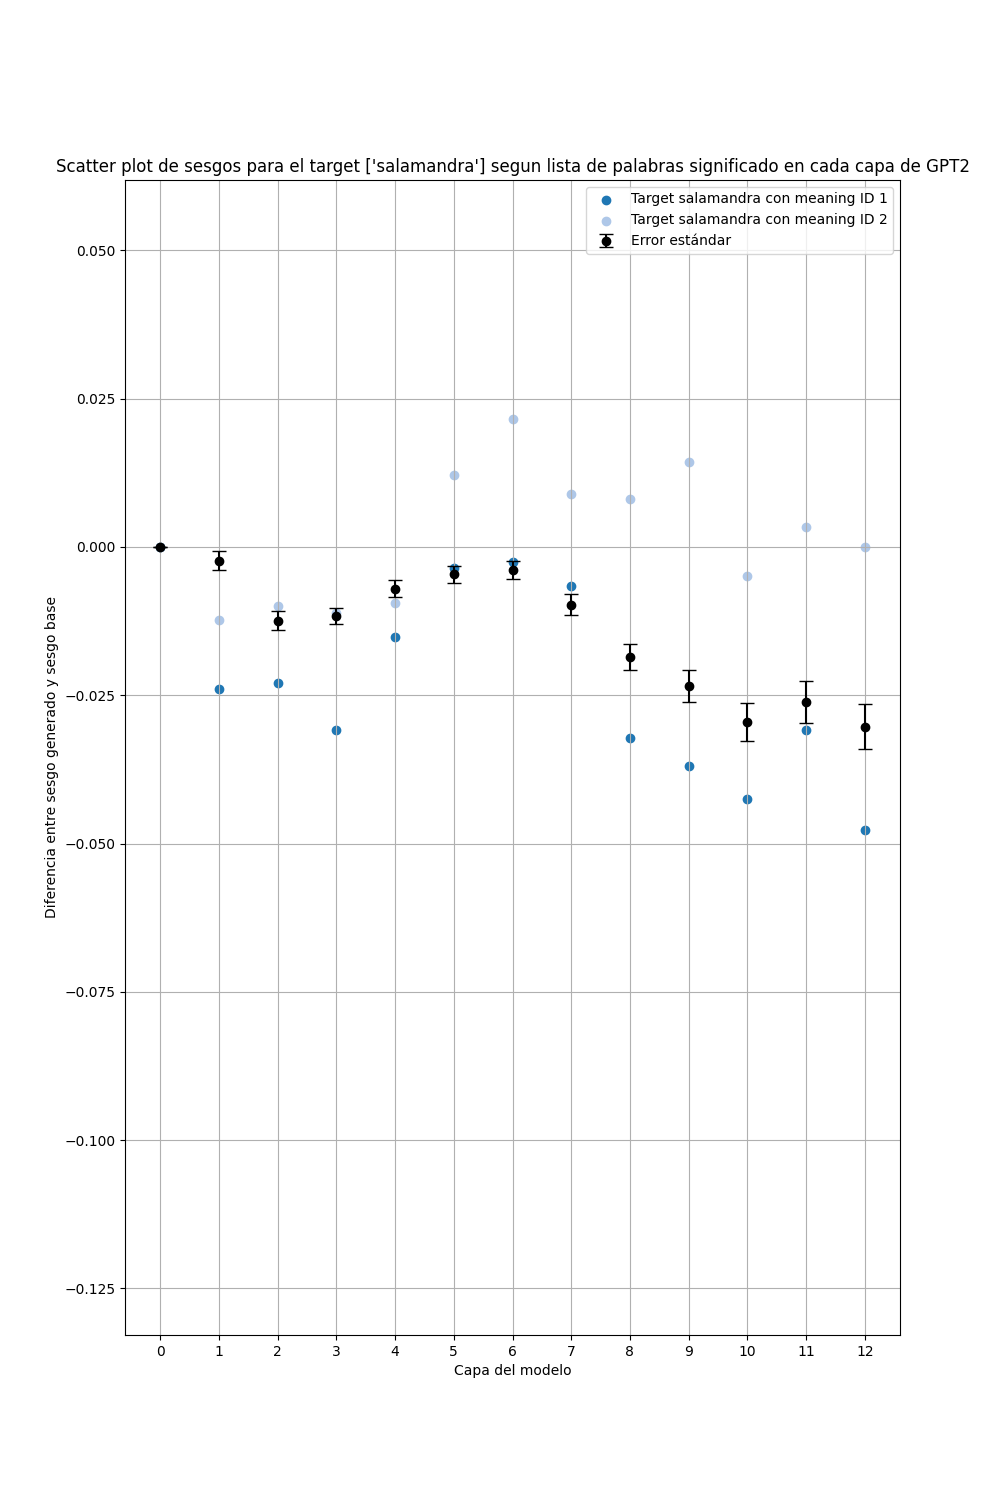 Scatter plot de sesgos para el target ['salamandra'] segun lista de palabras significado en cada capa de GPT2
Target salamandra con meaning ID 1
Target salamandra con meaning ID 2
Error estándar
0.050
0.025
0.000
−0.025
−0.050
−0.075
−0.100
−0.125
Diferencia entre sesgo generado y sesgo base
0 1 2 3 4 5 6 7 8 9 10 11 12
Capa del modelo